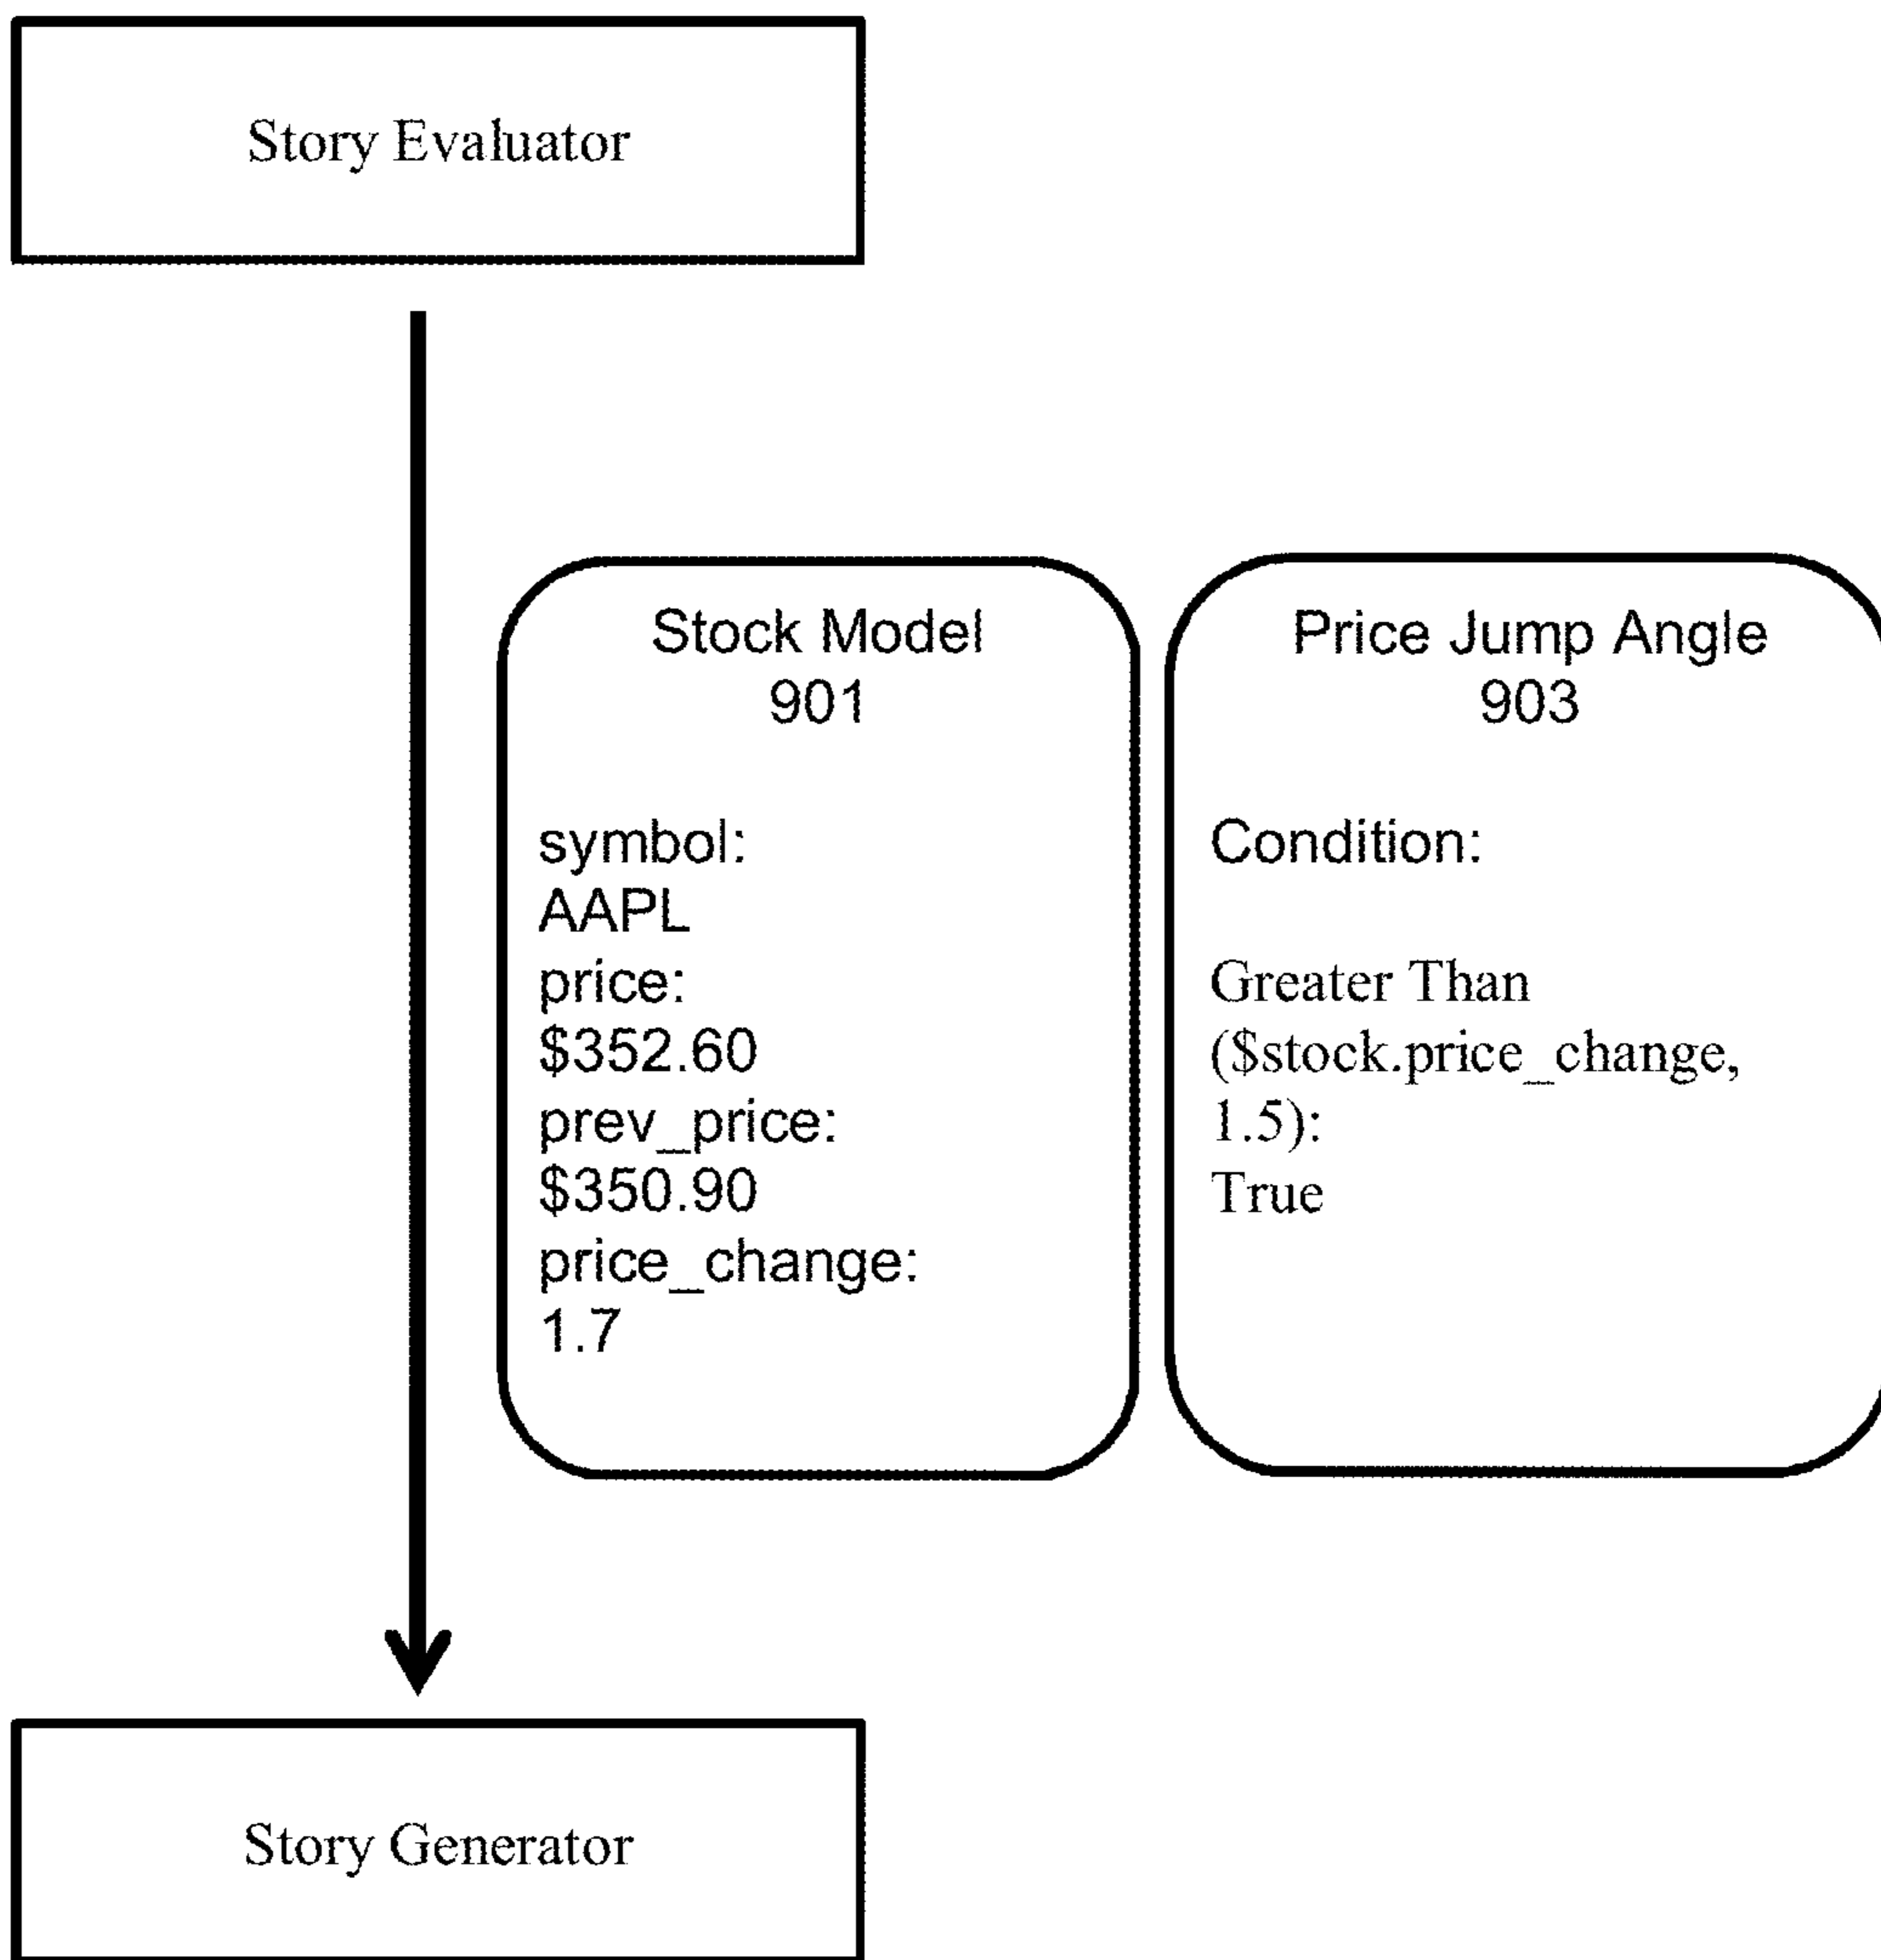 Story Evaluator
Stock Model
901
symbol:
AAPL
price:
$352.60
prev_price:
$350.90
price_change:
1.7
Price Jump Angle
903
Condition:
Greater Than
($stock.price_change,
1.5):
True
Story Generator